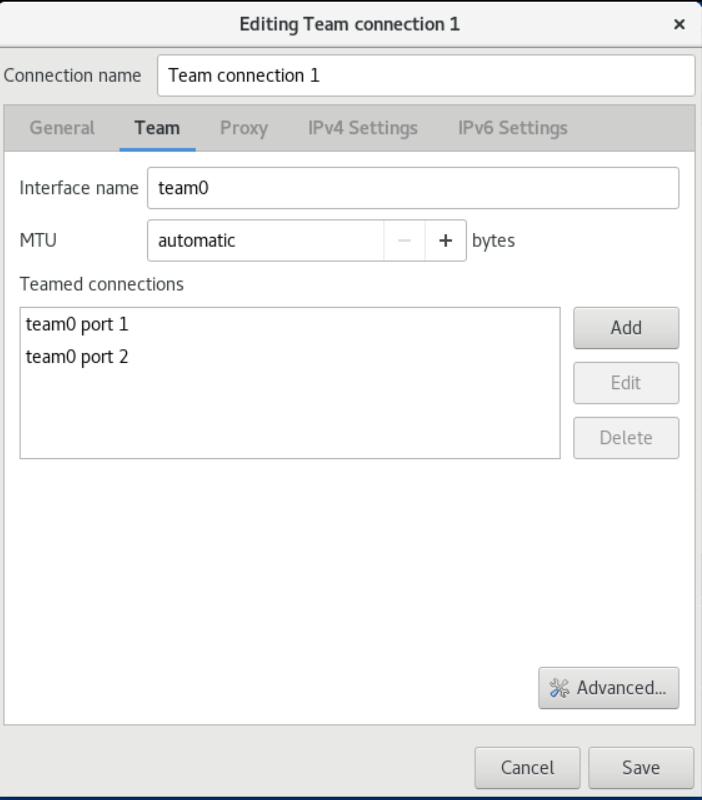 Editing Team connection 1
Connection name Team connection 1
General Team Proxy IPv4 Settings IPv6 Settings
Interface name team0
MTU automatic − + bytes
Teamed connections
team0 port 1
team0 port 2
Add
Edit
Delete
Advanced...
Cancel Save